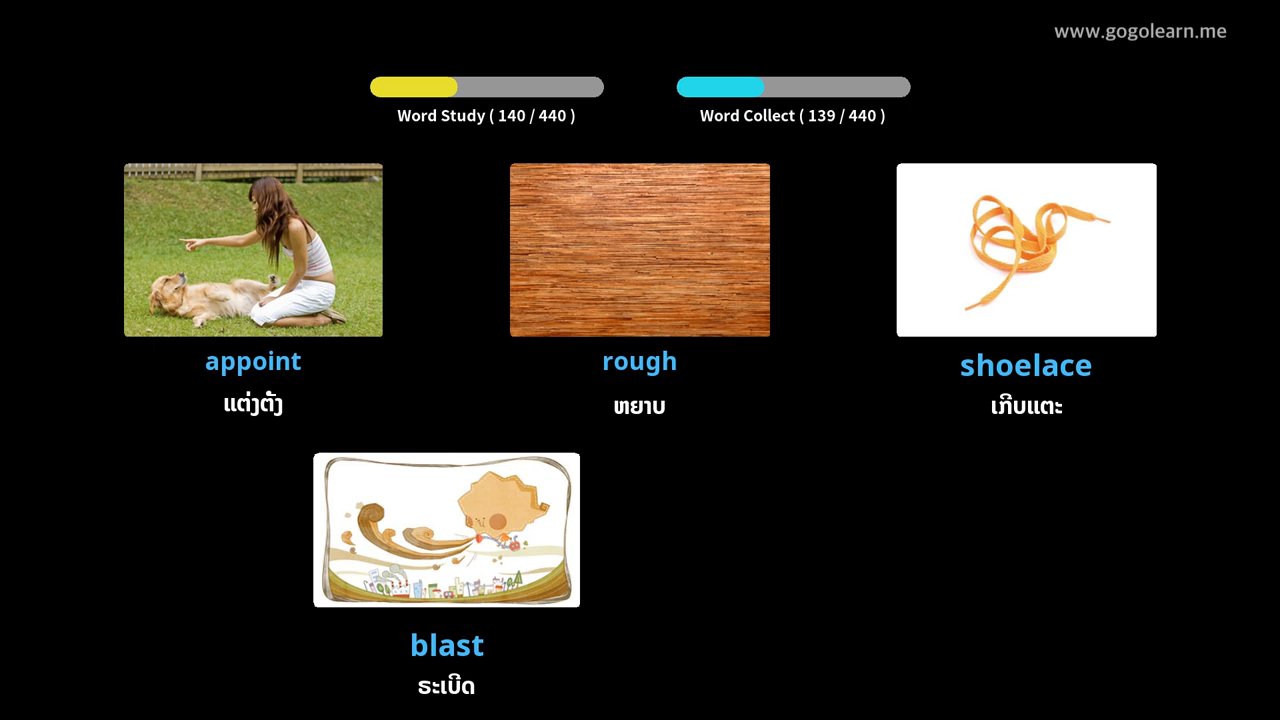 www.gogolearn.me
Word Study ( 140 / 440 )
Word Collect ( 139 / 440 )
appoint
rough
shoelace
ແຕ່ງຕັ້ງ
ຫຍາບ
ເກີບແຕະ
blast
ຣະເບີດ